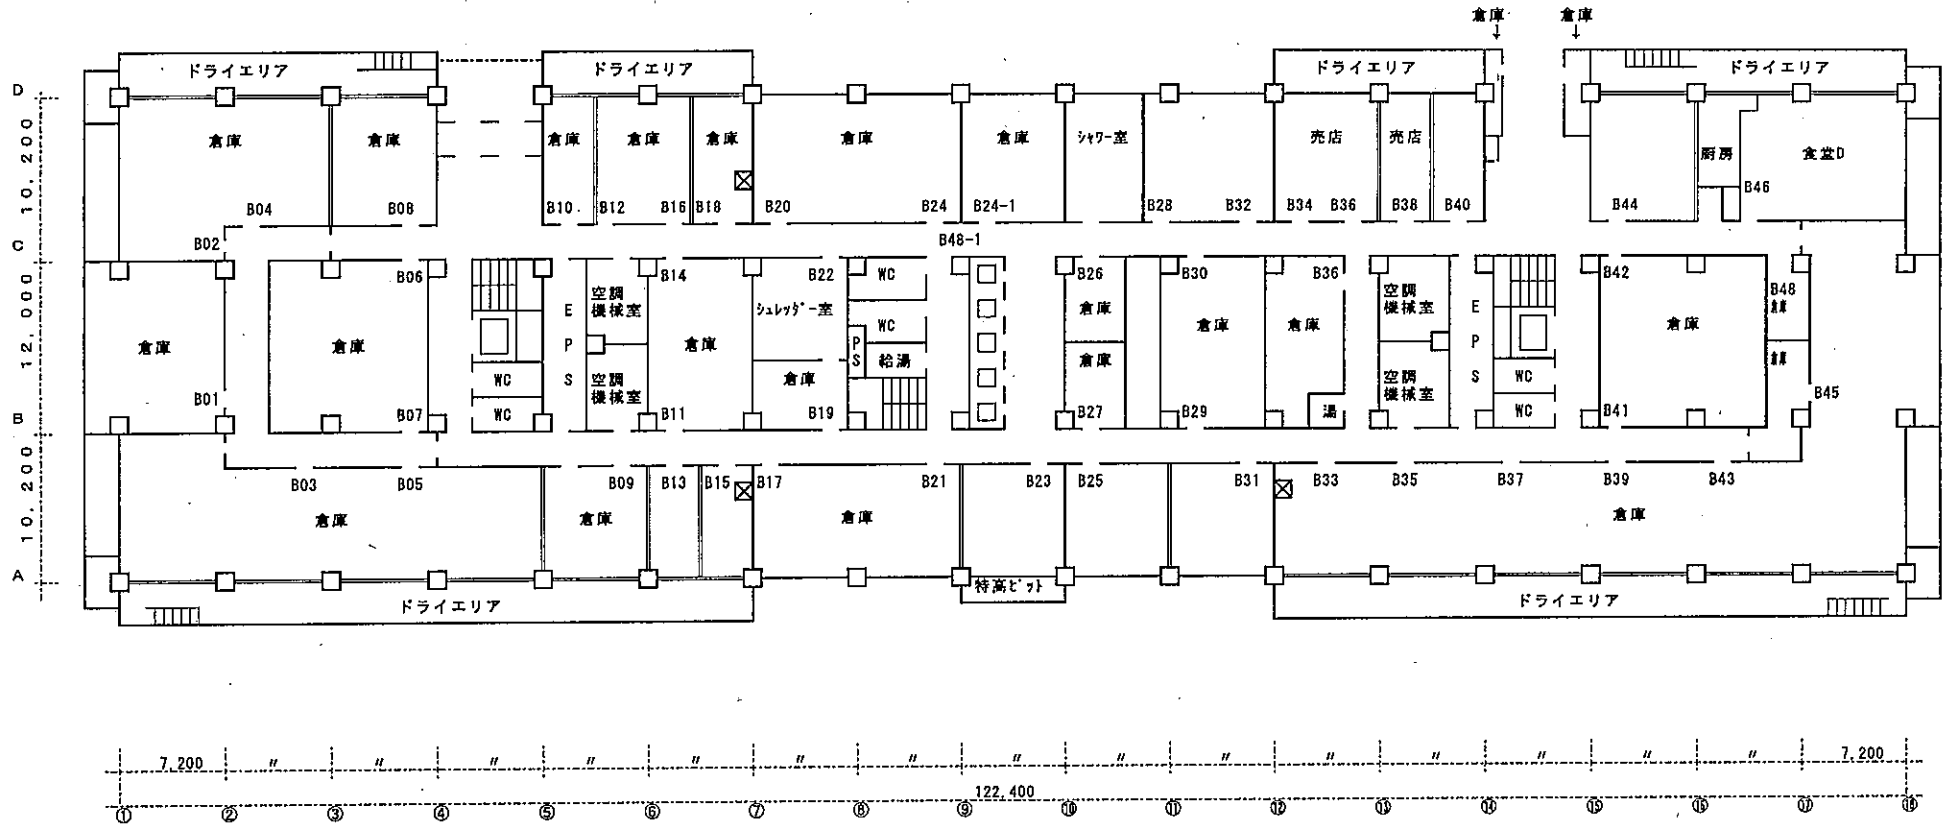 倉庫 倉庫
ドライエリア ドライエリア ドライエリア ドライエリア
D
倉庫 倉庫 倉庫 倉庫 倉庫 倉庫 倉庫 シャワー室 売店 売店 厨房 食堂D
10,200
B46
B04 B08 B10 B12 B16 B18 B20 B24 B24-1 B28 B32 B34 B36 B38 B40 B44
C
B02 B48-1
B06 B14 B22 WC B26 B30 B36 B42
空調機械室 空調機械室 B48
倉庫
シュレッダー室 倉庫
EPS EPS
WC 倉庫 倉庫 倉庫
12,000
倉庫 倉庫 倉庫 PS 給湯 倉庫 倉庫
WC 空調機械室 倉庫 空調機械室 WC
B01 B45
WC WC
B07 B11 B19 B27 B29 湯 B41
B
B03 B05 B09 B13 B15 B17 B21 B23 B25 B31 B33 B35 B37 B39 B43
10,200
倉庫 倉庫 倉庫 倉庫
A
特高ピット
ドライエリア ドライエリア
7,200 〃 〃 〃 〃 〃 〃 〃 〃 〃 〃 〃 〃 〃 〃 〃 7,200
122,400
① ② ③ ④ ⑤ ⑥ ⑦ ⑧ ⑨ ⑩ ⑪ ⑫ ⑬ ⑭ ⑮ ⑯ ⑰ ⑱